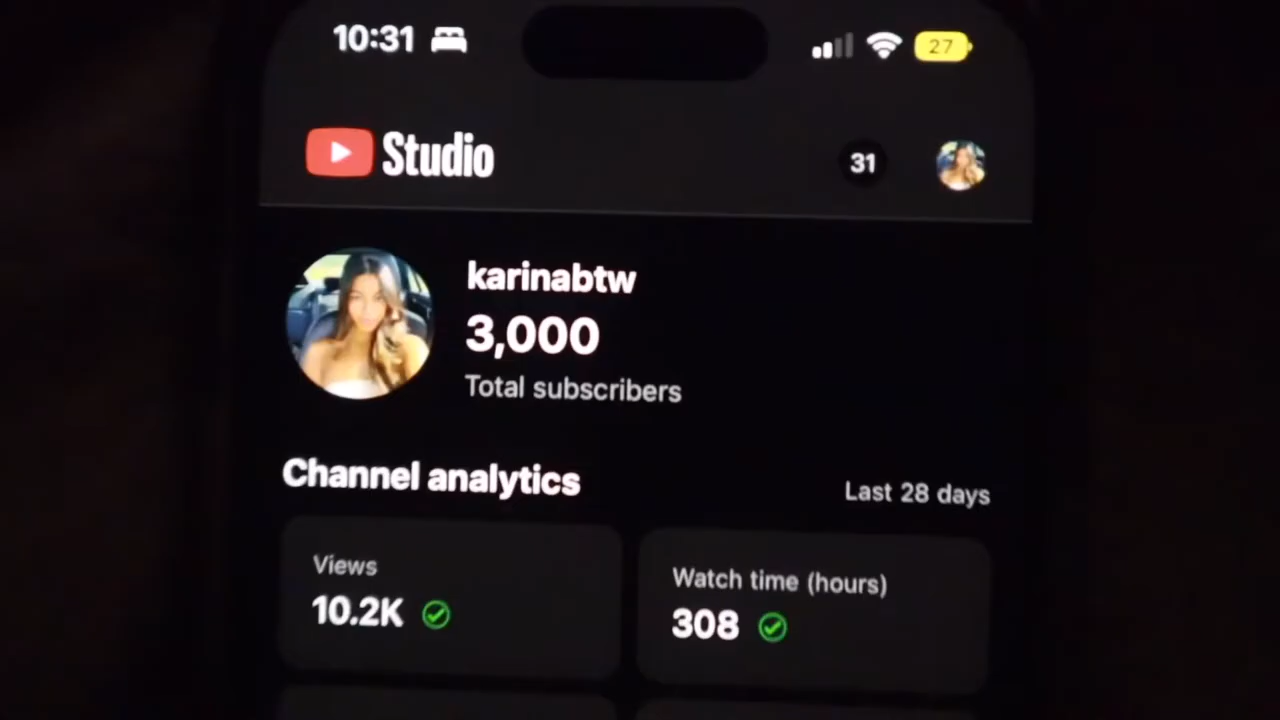 10:31
27
Studio
31
karinabtw
3,000
Total subscribers
Channel analytics
Last 28 days
Views
10.2K
Watch time (hours)
308